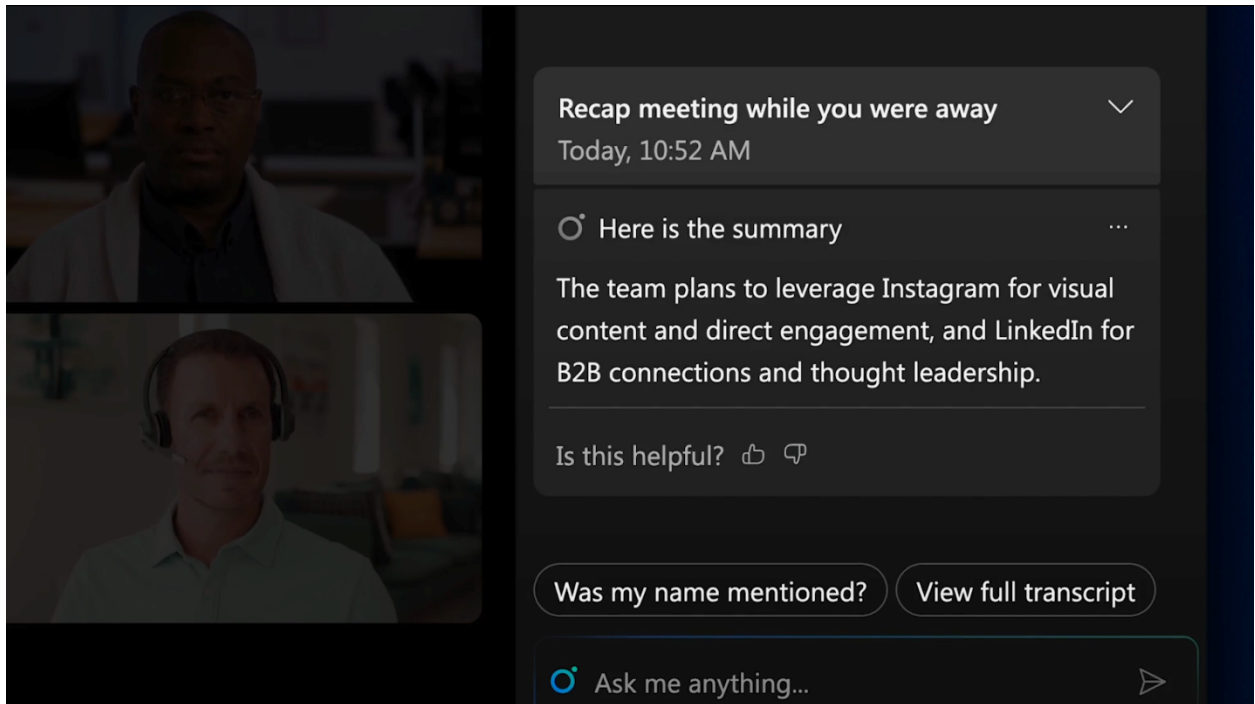 Recap meeting while you were away
Today, 10:52 AM
Here is the summary
...
The team plans to leverage Instagram for visual
content and direct engagement, and LinkedIn for
B2B connections and thought leadership.
Is this helpful?
Was my name mentioned?
View full transcript
Ask me anything...